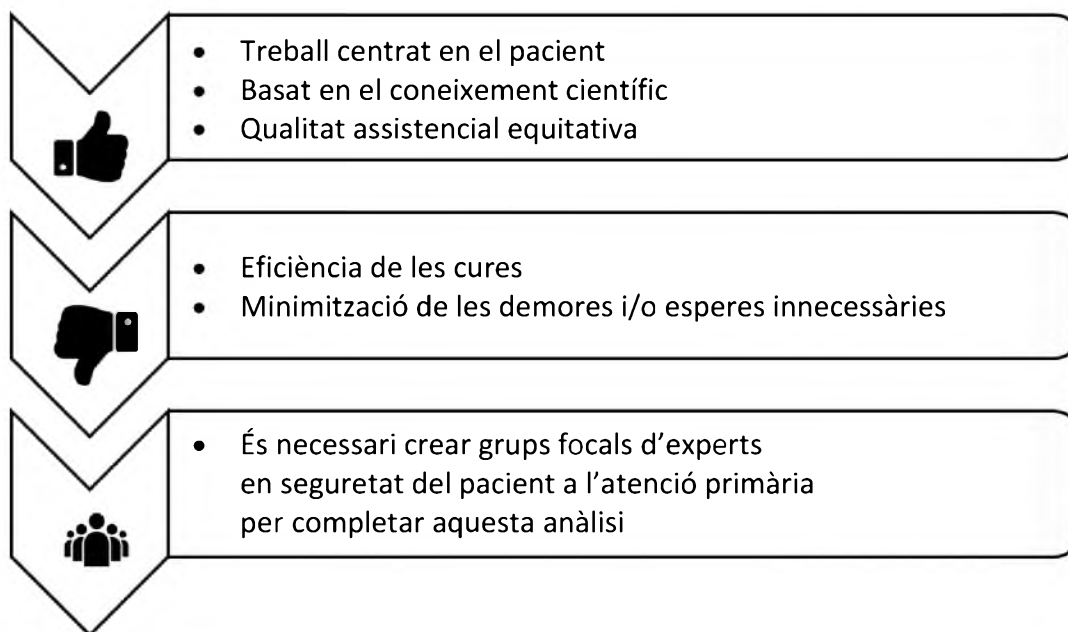 • Treball centrat en el pacient
• Basat en el coneixement científic
• Qualitat assistencial equitativa
• Eficiència de les cures
• Minimització de les demores i/o esperes innecessàries
• És necessari crear grups focals d’experts
en seguretat del pacient a l’atenció primària
per completar aquesta anàlisi